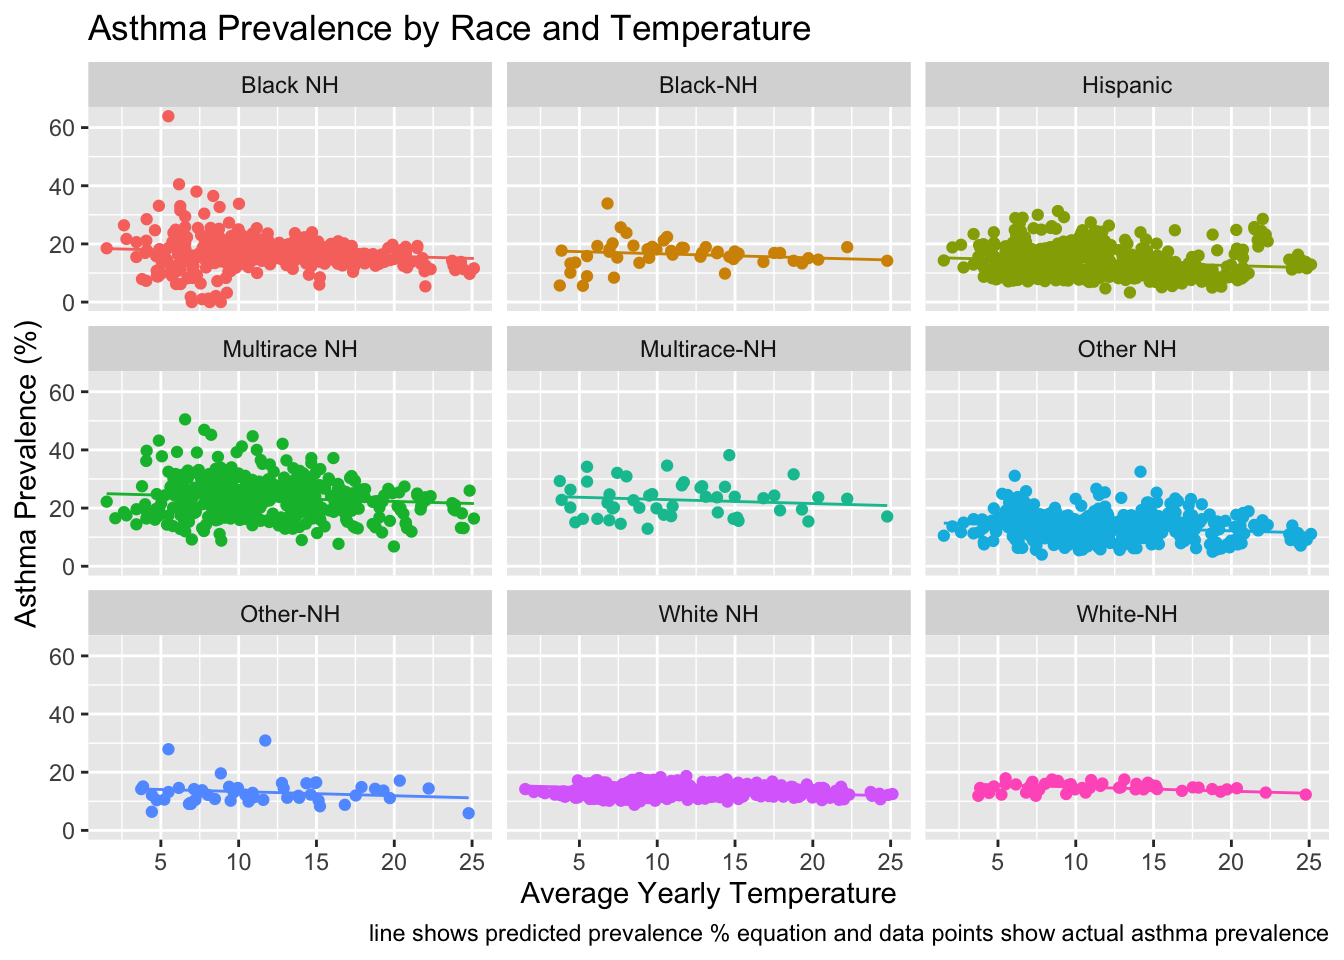 Asthma Prevalence by Race and Temperature
Black NH
Black-NH
Hispanic
60
40
20
0
Multirace NH
Multirace-NH
Other NH
60
40
20
0
Asthma Prevalence (%)
Other-NH
White NH
White-NH
60
40
20
0
5 10 15 20 25
5 10 15 20 25
5 10 15 20 25
Average Yearly Temperature
line shows predicted prevalence % equation and data points show actual asthma prevalence